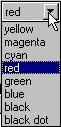 red
yellow
magenta
cyan
red
green
blue
black
black dot